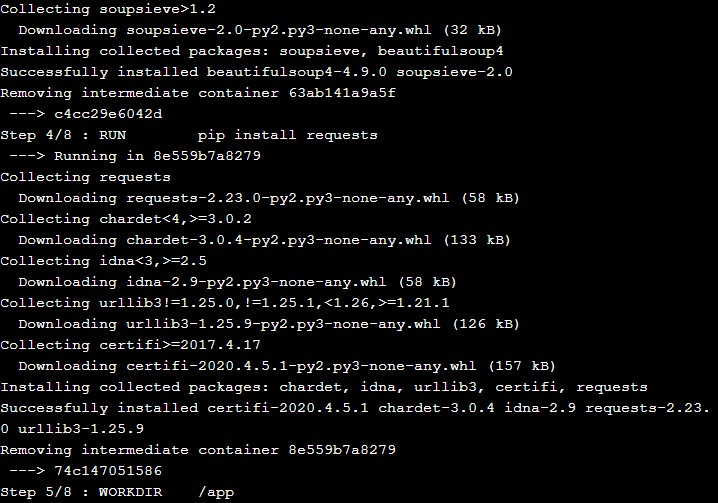 Collecting soupsieve>1.2
  Downloading soupsieve-2.0-py2.py3-none-any.whl (32 kB)
Installing collected packages: soupsieve, beautifulsoup4
Successfully installed beautifulsoup4-4.9.0 soupsieve-2.0
Removing intermediate container 63ab141a9a5f
 ---> c4cc29e6042d
Step 4/8 : RUN        pip install requests
 ---> Running in 8e559b7a8279
Collecting requests
  Downloading requests-2.23.0-py2.py3-none-any.whl (58 kB)
Collecting chardet<4,>=3.0.2
  Downloading chardet-3.0.4-py2.py3-none-any.whl (133 kB)
Collecting idna<3,>=2.5
  Downloading idna-2.9-py2.py3-none-any.whl (58 kB)
Collecting urllib3!=1.25.0,!=1.25.1,<1.26,>=1.21.1
  Downloading urllib3-1.25.9-py2.py3-none-any.whl (126 kB)
Collecting certifi>=2017.4.17
  Downloading certifi-2020.4.5.1-py2.py3-none-any.whl (157 kB)
Installing collected packages: chardet, idna, urllib3, certifi, requests
Successfully installed certifi-2020.4.5.1 chardet-3.0.4 idna-2.9 requests-2.23.
0 urllib3-1.25.9
Removing intermediate container 8e559b7a8279
 ---> 74c147051586
Step 5/8 : WORKDIR    /app